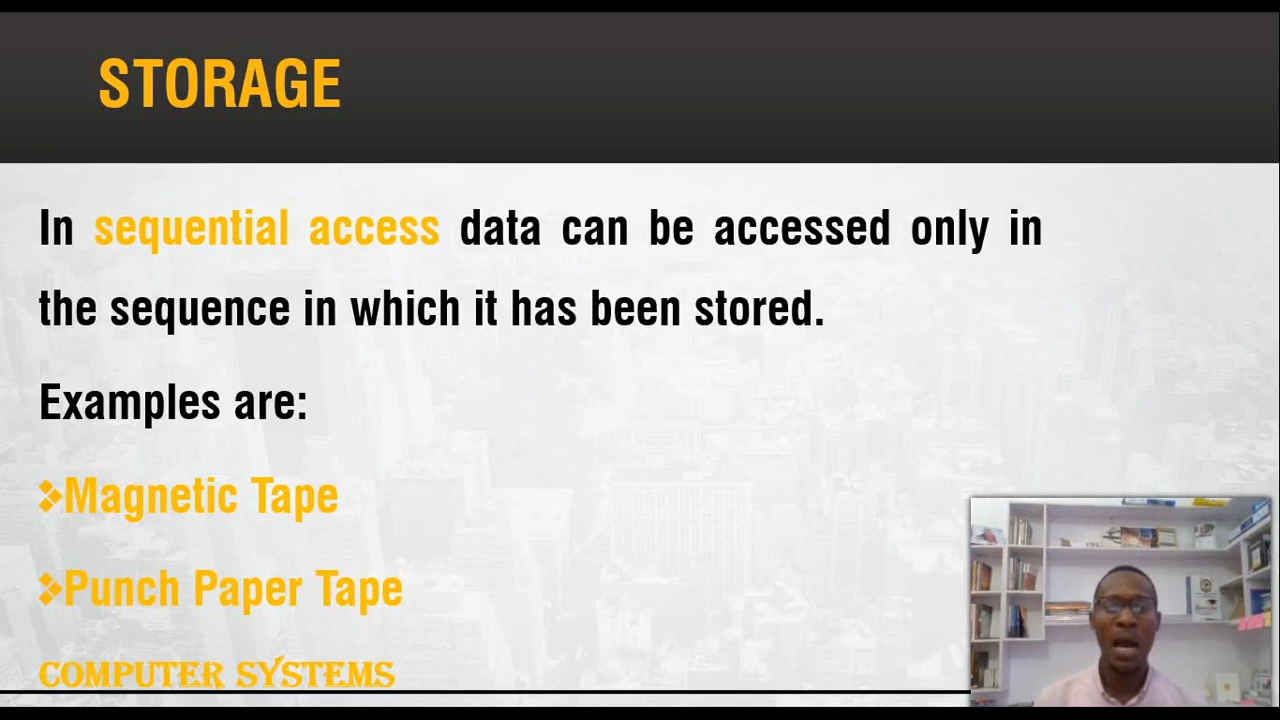 STORAGE
In sequential access data can be accessed only in
the sequence in which it has been stored.
Examples are:
Magnetic Tape
Punch Paper Tape
COMPUTER SYSTEMS